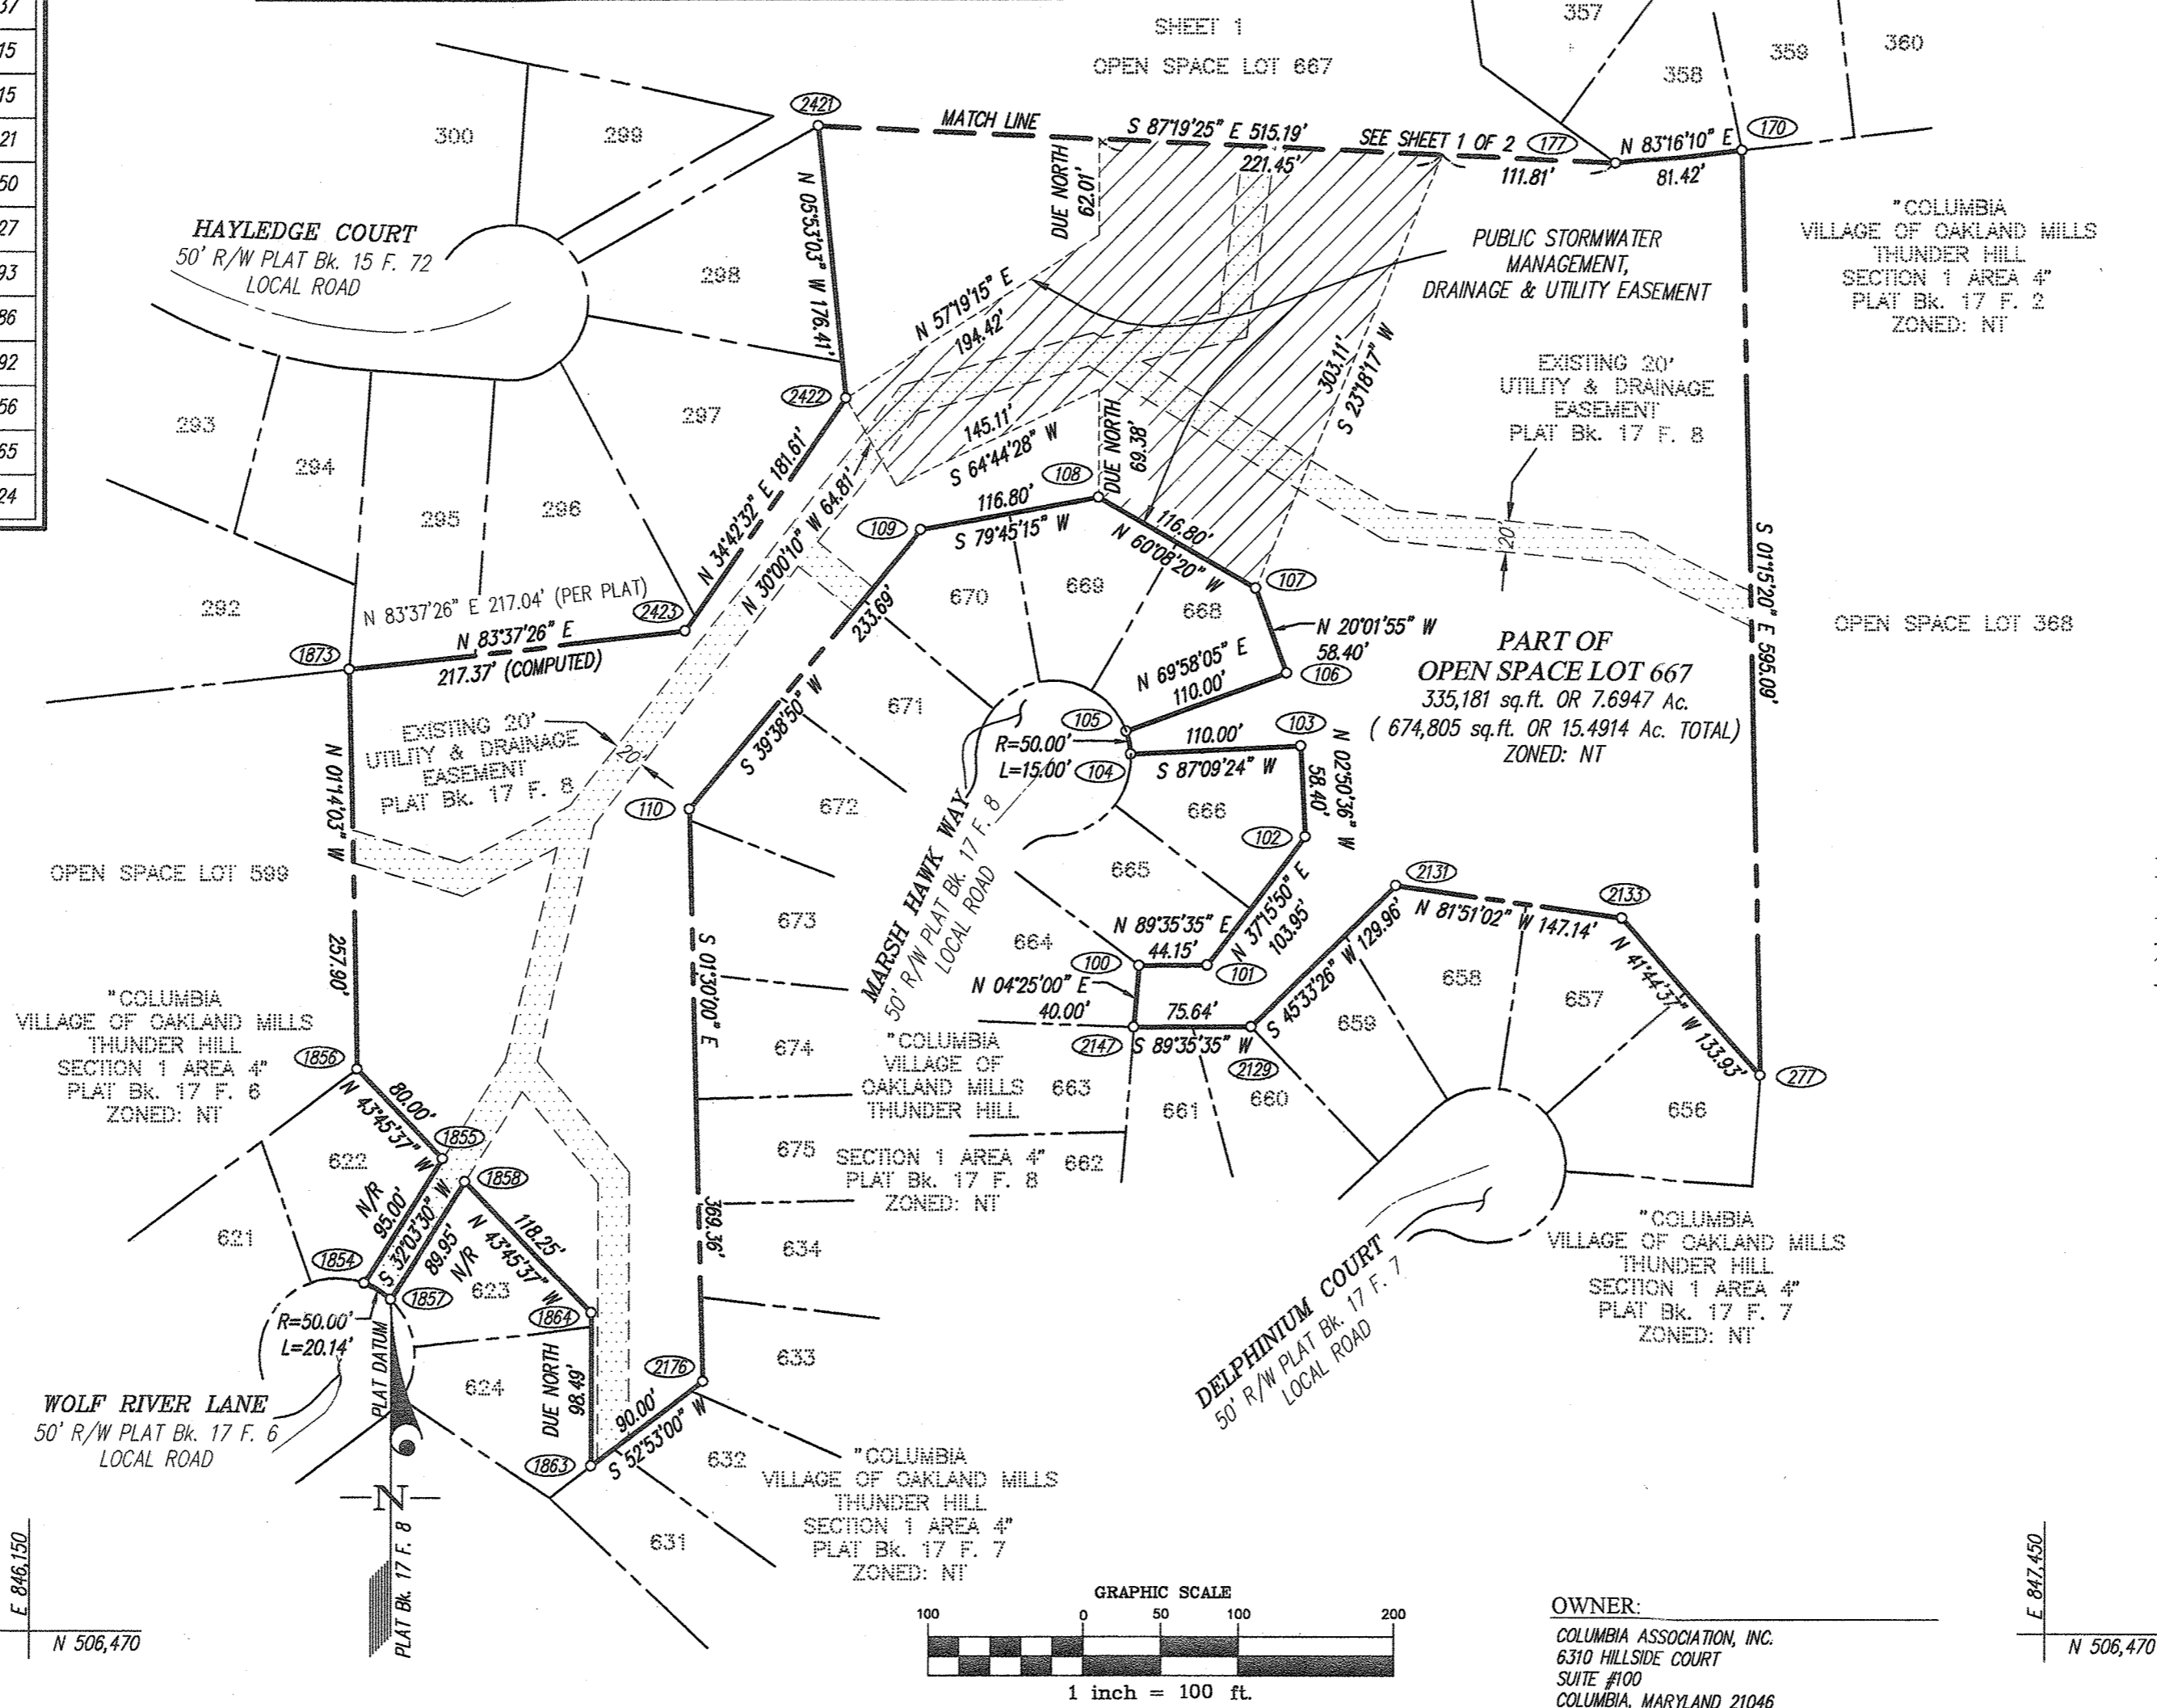 37
15
15
21
50
27
93
86
92
56
65
24
SHEET 1
OPEN SPACE LOT 667
357
358
359
360
300
299
2421
MATCH LINE
S 87°19'25" E 515.19'
SEE SHEET 1 OF 2
177
N 83°16'10" E
170
221.45'
111.81'
81.42'
DUE NORTH
62.01'
N 05°53'03" W 176.41'
HAYLEDGE COURT
50' R/W PLAT Bk. 15 F. 72
LOCAL ROAD
298
N 57°19'15" E
194.42'
PUBLIC STORMWATER
MANAGEMENT,
DRAINAGE & UTILITY EASEMENT
"COLUMBIA
VILLAGE OF OAKLAND MILLS
THUNDER HILL
SECTION 1 AREA 4"
PLAT Bk. 17 F. 2
ZONED: NT
303.11'
S 23°18'17" W
EXISTING 20'
UTILITY & DRAINAGE
EASEMENT
PLAT Bk. 17 F. 8
20'
2422
293
294
295
296
297
145.11'
S 64°44'28" W
DUE NORTH
69.38'
108
116.80'
S 79°45'15" W
109
116.80'
N 60°08'20" W
107
N 34°42'32" E 181.61'
N 30°00'10" W 64.81'
S 01°15'20" E 595.09'
292
N 83°37'26" E 217.04' (PER PLAT)
2423
N 83°37'26" E
217.37' (COMPUTED)
1873
233.69'
S 39°38'50" W
670
669
668
N 20°01'55" W
58.40'
106
N 69°58'05" E
110.00'
PART OF
OPEN SPACE LOT 667
335,181 sq.ft. OR 7.6947 Ac.
( 674,805 sq.ft. OR 15.4914 Ac. TOTAL)
ZONED: NT
OPEN SPACE LOT 368
671
105
R=50.00'
L=15.00'
104
110.00'
S 87°09'24" W
103
N 02°50'36" W
58.40'
EXISTING 20'
UTILITY & DRAINAGE
EASEMENT
PLAT Bk. 17 F. 8
20'
N 01°14'03" W
257.90'
110
672
666
102
665
MARSH HAWK WAY
50' R/W PLAT Bk. 17 F. 8
LOCAL ROAD
OPEN SPACE LOT 599
673
664
N 89°35'35" E
44.15'
N 37°15'50" E
103.95'
100
101
N 04°25'00" E
40.00'
75.64'
S 89°35'35" W
2147
2129
2131
N 81°51'02" W 147.14'
2133
S 45°33'26" W 129.96'
N 41°44'37" W 133.93'
277
659
658
657
656
S 01°30'00" E
369.36'
674
"COLUMBIA
VILLAGE OF
OAKLAND MILLS
THUNDER HILL
SECTION 1 AREA 4"
PLAT Bk. 17 F. 8
ZONED: NT
663
661
660
662
675
"COLUMBIA
VILLAGE OF OAKLAND MILLS
THUNDER HILL
SECTION 1 AREA 4"
PLAT Bk. 17 F. 6
ZONED: NT
1856
80.00'
N 43°45'37" W
1855
622
1858
N/R
95.00'
S 32°03'30" W
89.95'
N/R
118.25'
N 43°45'37" W
621
1854
1857
623
1864
R=50.00'
L=20.14'
PLAT DATUM
624
DUE NORTH
98.49'
2176
90.00'
S 52°53'00" W
1863
634
633
632
631
WOLF RIVER LANE
50' R/W PLAT Bk. 17 F. 6
LOCAL ROAD
N
PLAT Bk. 17 F. 8
"COLUMBIA
VILLAGE OF OAKLAND MILLS
THUNDER HILL
SECTION 1 AREA 4"
PLAT Bk. 17 F. 7
ZONED: NT
DELPHINIUM COURT
50' R/W PLAT Bk. 17 F. 7
LOCAL ROAD
"COLUMBIA
VILLAGE OF OAKLAND MILLS
THUNDER HILL
SECTION 1 AREA 4"
PLAT Bk. 17 F. 7
ZONED: NT
E 846,150
N 506,470
GRAPHIC SCALE
100 0 50 100 200
1 inch = 100 ft.
OWNER:
COLUMBIA ASSOCIATION, INC.
6310 HILLSIDE COURT
SUITE #100
COLUMBIA, MARYLAND 21046
E 847,450
N 506,470